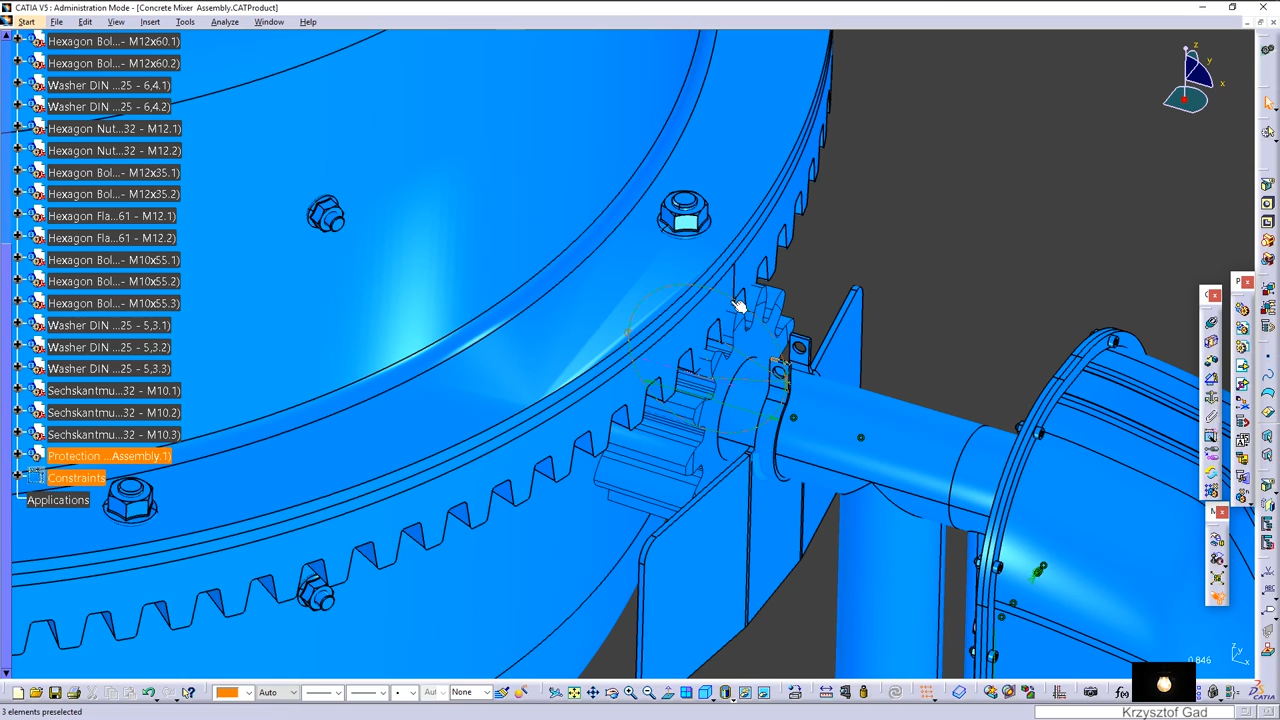 CATIA V5 : Administration Mode - [Concrete Mixer Assembly.CATProduct]
Start File Edit View Insert Tools Analyze Window Help
Hexagon Bol...- M12x60.1)
Hexagon Bol...- M12x60.2)
Washer DIN ...25 - 6,4.1)
Washer DIN ...25 - 6,4.2)
Hexagon Nut...32 - M12.1)
Hexagon Nut...32 - M12.2)
Hexagon Bol...- M12x35.1)
Hexagon Bol...- M12x35.2)
Hexagon Fla...61 - M12.1)
Hexagon Fla...61 - M12.2)
Hexagon Bol...- M10x55.1)
Hexagon Bol...- M10x55.2)
Hexagon Bol...- M10x55.3)
Washer DIN ...25 - 5,3.1)
Washer DIN ...25 - 5,3.2)
Washer DIN ...25 - 5,3.3)
Sechskantmu...32 - M10.1)
Sechskantmu...32 - M10.2)
Sechskantmu...32 - M10.3)
Protection ...Assembly.1)
Constraints
Applications
z
y
x
P
0.846
Auto
Aut
None
3 elements preselected
Krzysztof Gad
CATIA